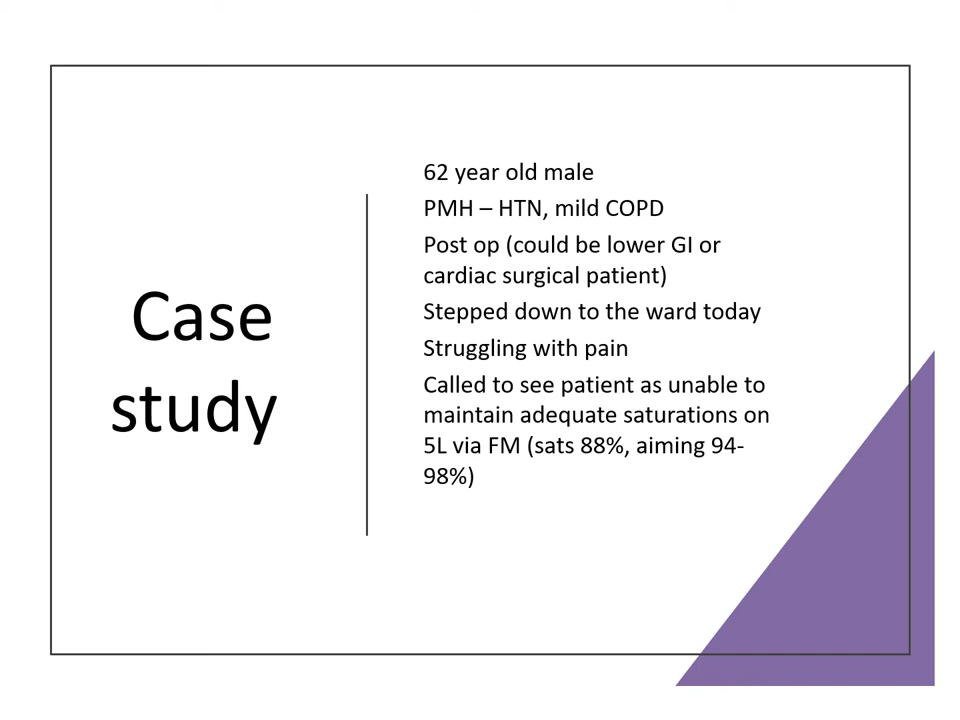 Case
study
62 year old male
PMH – HTN, mild COPD
Post op (could be lower GI or
cardiac surgical patient)
Stepped down to the ward today
Struggling with pain
Called to see patient as unable to
maintain adequate saturations on
5L via FM (sats 88%, aiming 94-
98%)